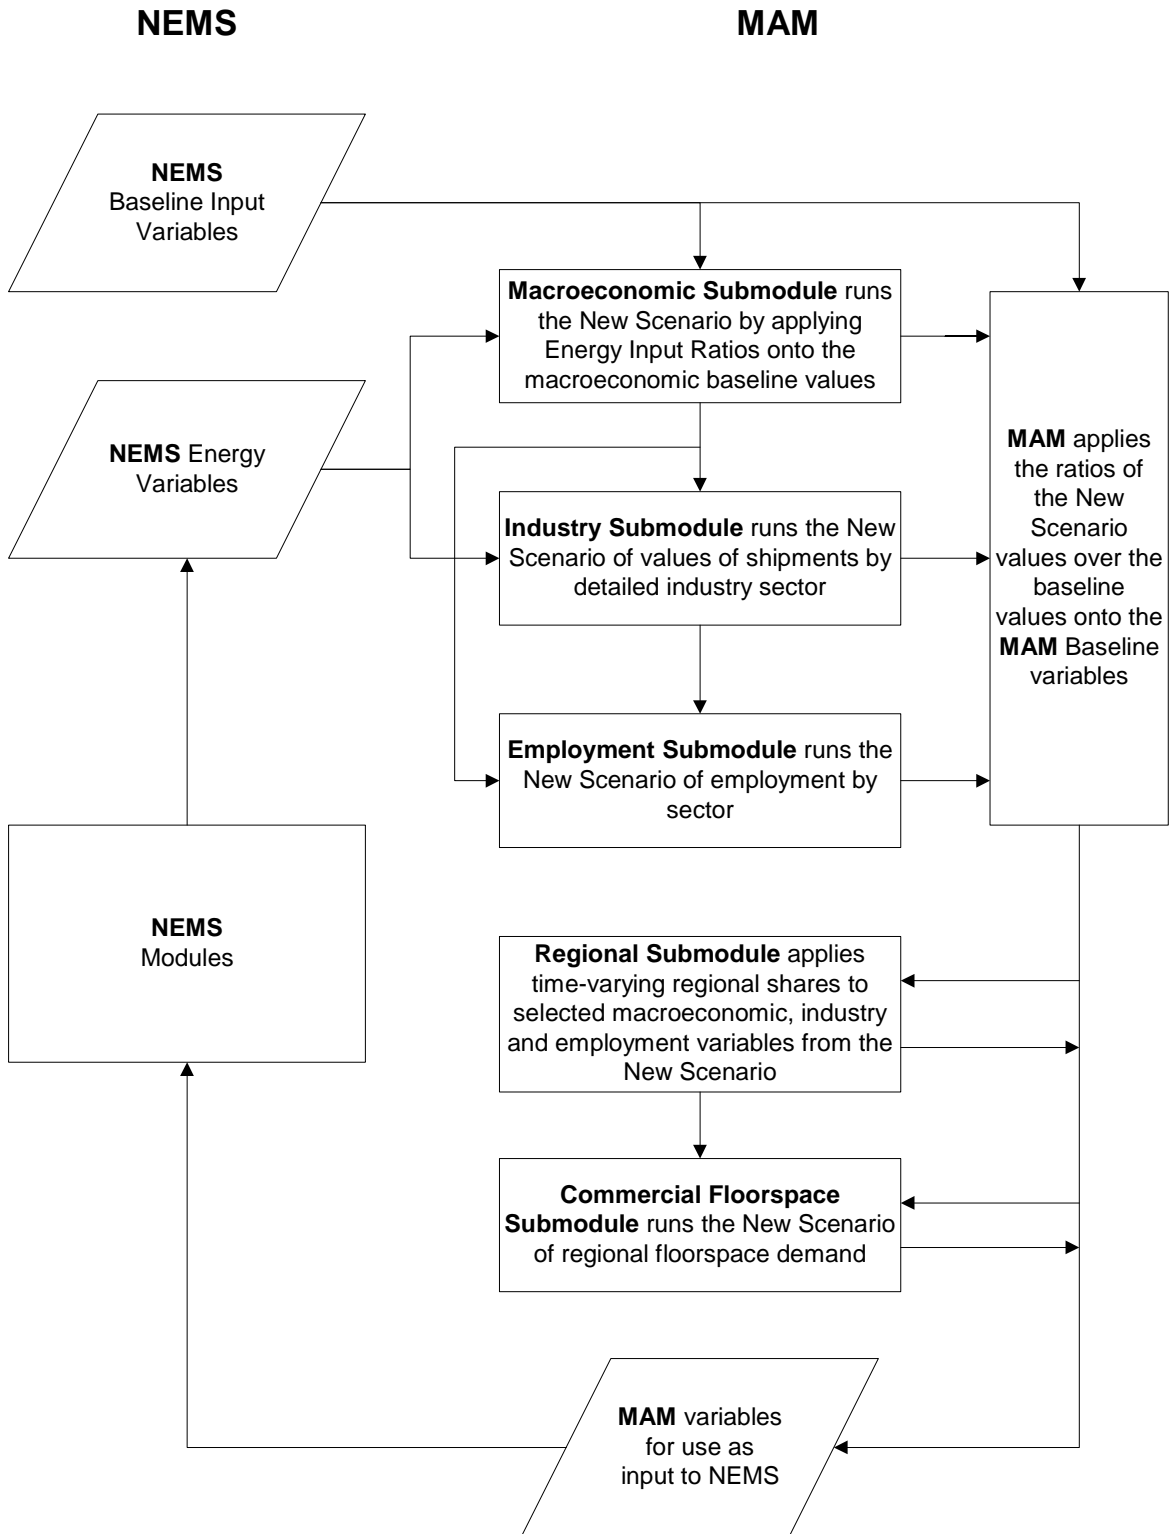 NEMS
MAM
NEMS
Baseline Input
Variables
Macroeconomic Submodule runs
the New Scenario by applying
Energy Input Ratios onto the
macroeconomic baseline values
NEMS Energy
Variables
MAM applies
the ratios of
the New
Scenario
values over the
baseline
values onto the
MAM Baseline
variables
Industry Submodule runs the New
Scenario of values of shipments by
detailed industry sector
Employment Submodule runs the
New Scenario of employment by
sector
NEMS
Modules
Regional Submodule applies
time-varying regional shares to
selected macroeconomic, industry
and employment variables from the
New Scenario
Commercial Floorspace
Submodule runs the New Scenario
of regional floorspace demand
MAM variables
for use as
input to NEMS